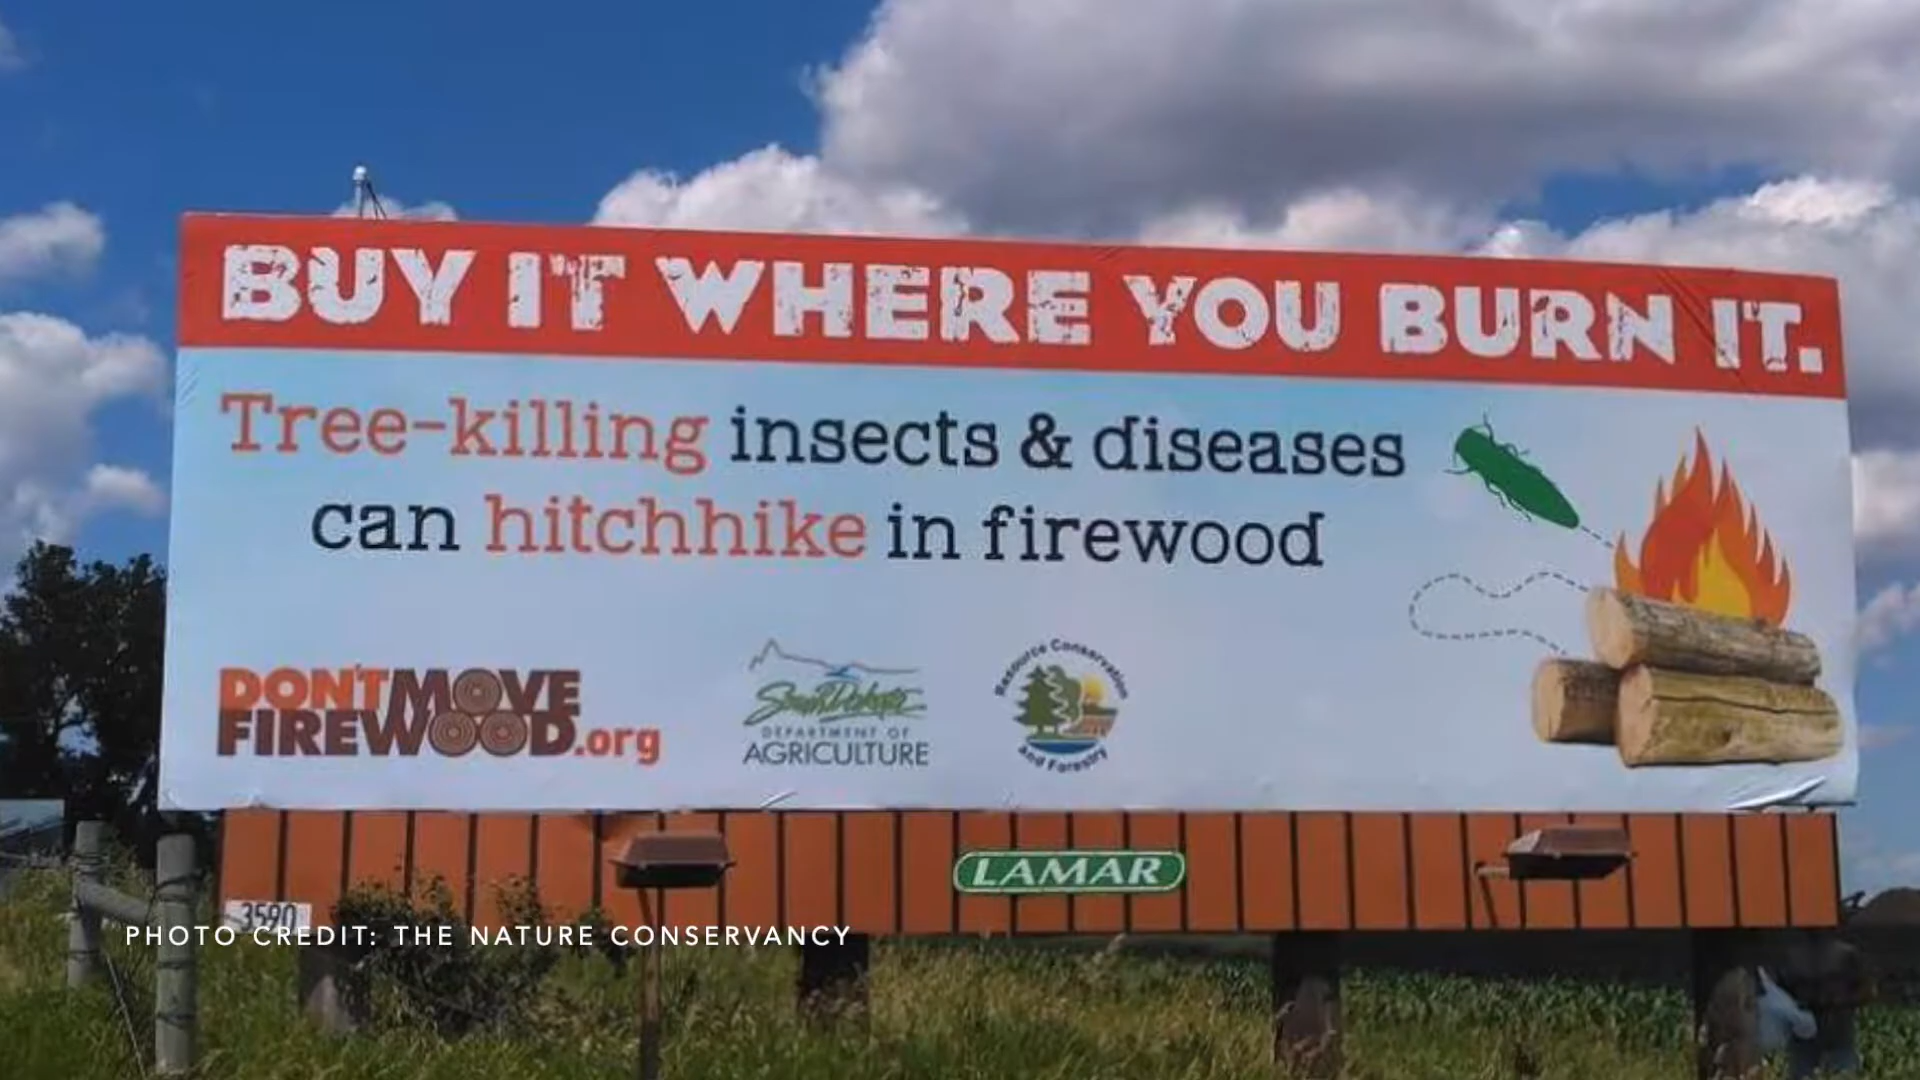 BUY IT WHERE YOU BURN IT.
Tree-killing insects & diseases
can hitchhike in firewood
DON'T MOVE
FIREWOOD.org
South Dakota
DEPARTMENT OF
AGRICULTURE
Resource Conservation
and Forestry
LAMAR
3590
PHOTO CREDIT: THE NATURE CONSERVANCY